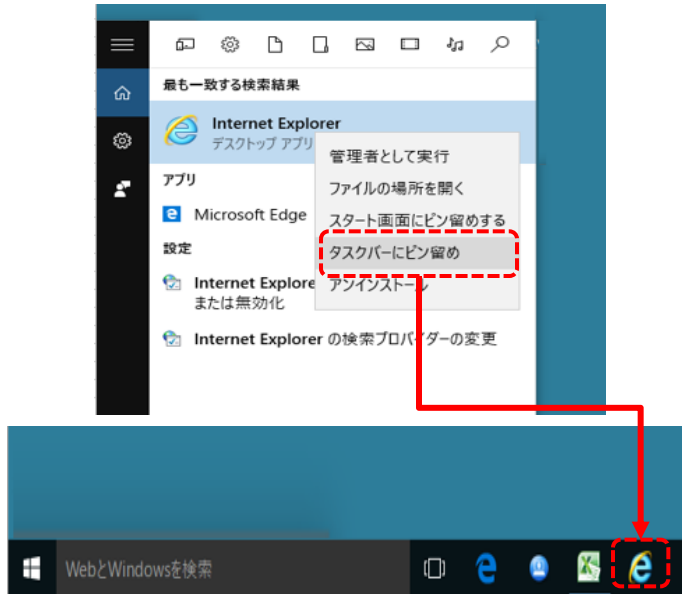 最も一致する検索結果
Internet Explorer
デスクトップ アプリ
管理者として実行
ファイルの場所を開く
アプリ
Microsoft Edge
スタート画面にピン留めする
設定
タスクバーにピン留め
Internet Explore
アンインストール
または無効化
Internet Explorer の検索プロバイダーの変更
WebとWindowsを検索